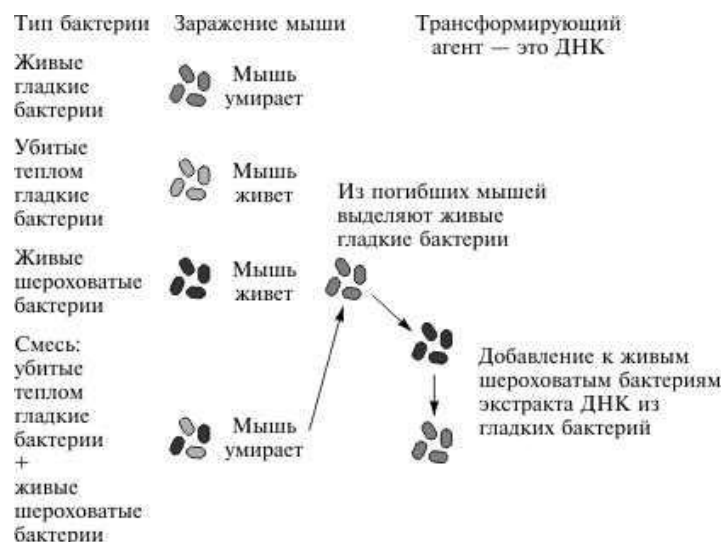 Тип бактерии
Заражение мыши
Трансформирующий
агент — это ДНК
Живые
гладкие
бактерии
Мышь
умирает
Убитые
теплом
гладкие
бактерии
Мышь
живет
Из погибших мышей
выделяют живые
гладкие бактерии
Живые
шероховатые
бактерии
Мышь
живет
Смесь:
убитые
теплом
гладкие
бактерии
+
живые
шероховатые
бактерии
Мышь
умирает
Добавление к живым
шероховатым бактериям
экстракта ДНК из
гладких бактерий